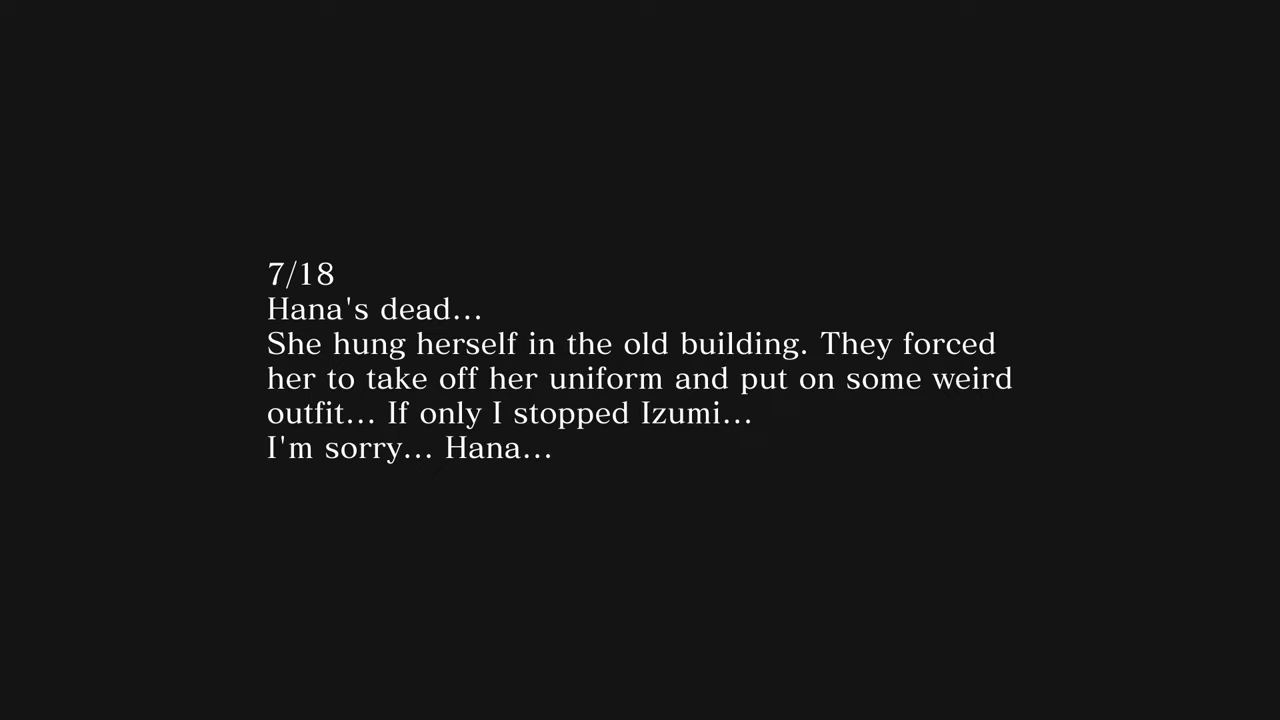 7/18
Hana's dead...
She hung herself in the old building. They forced
her to take off her uniform and put on some weird
outfit... If only I stopped Izumi...
I'm sorry... Hana...